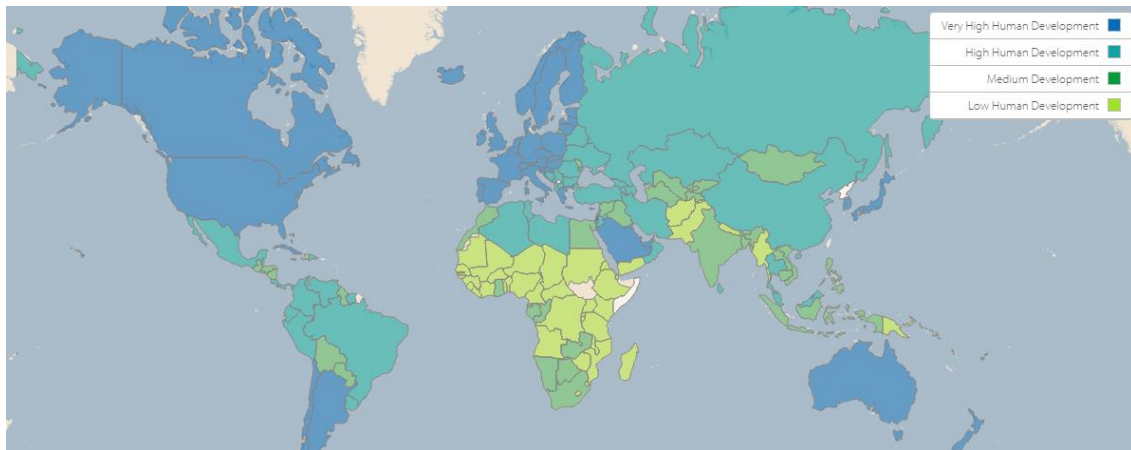 Very High Human Development
High Human Development
Medium Development
Low Human Development